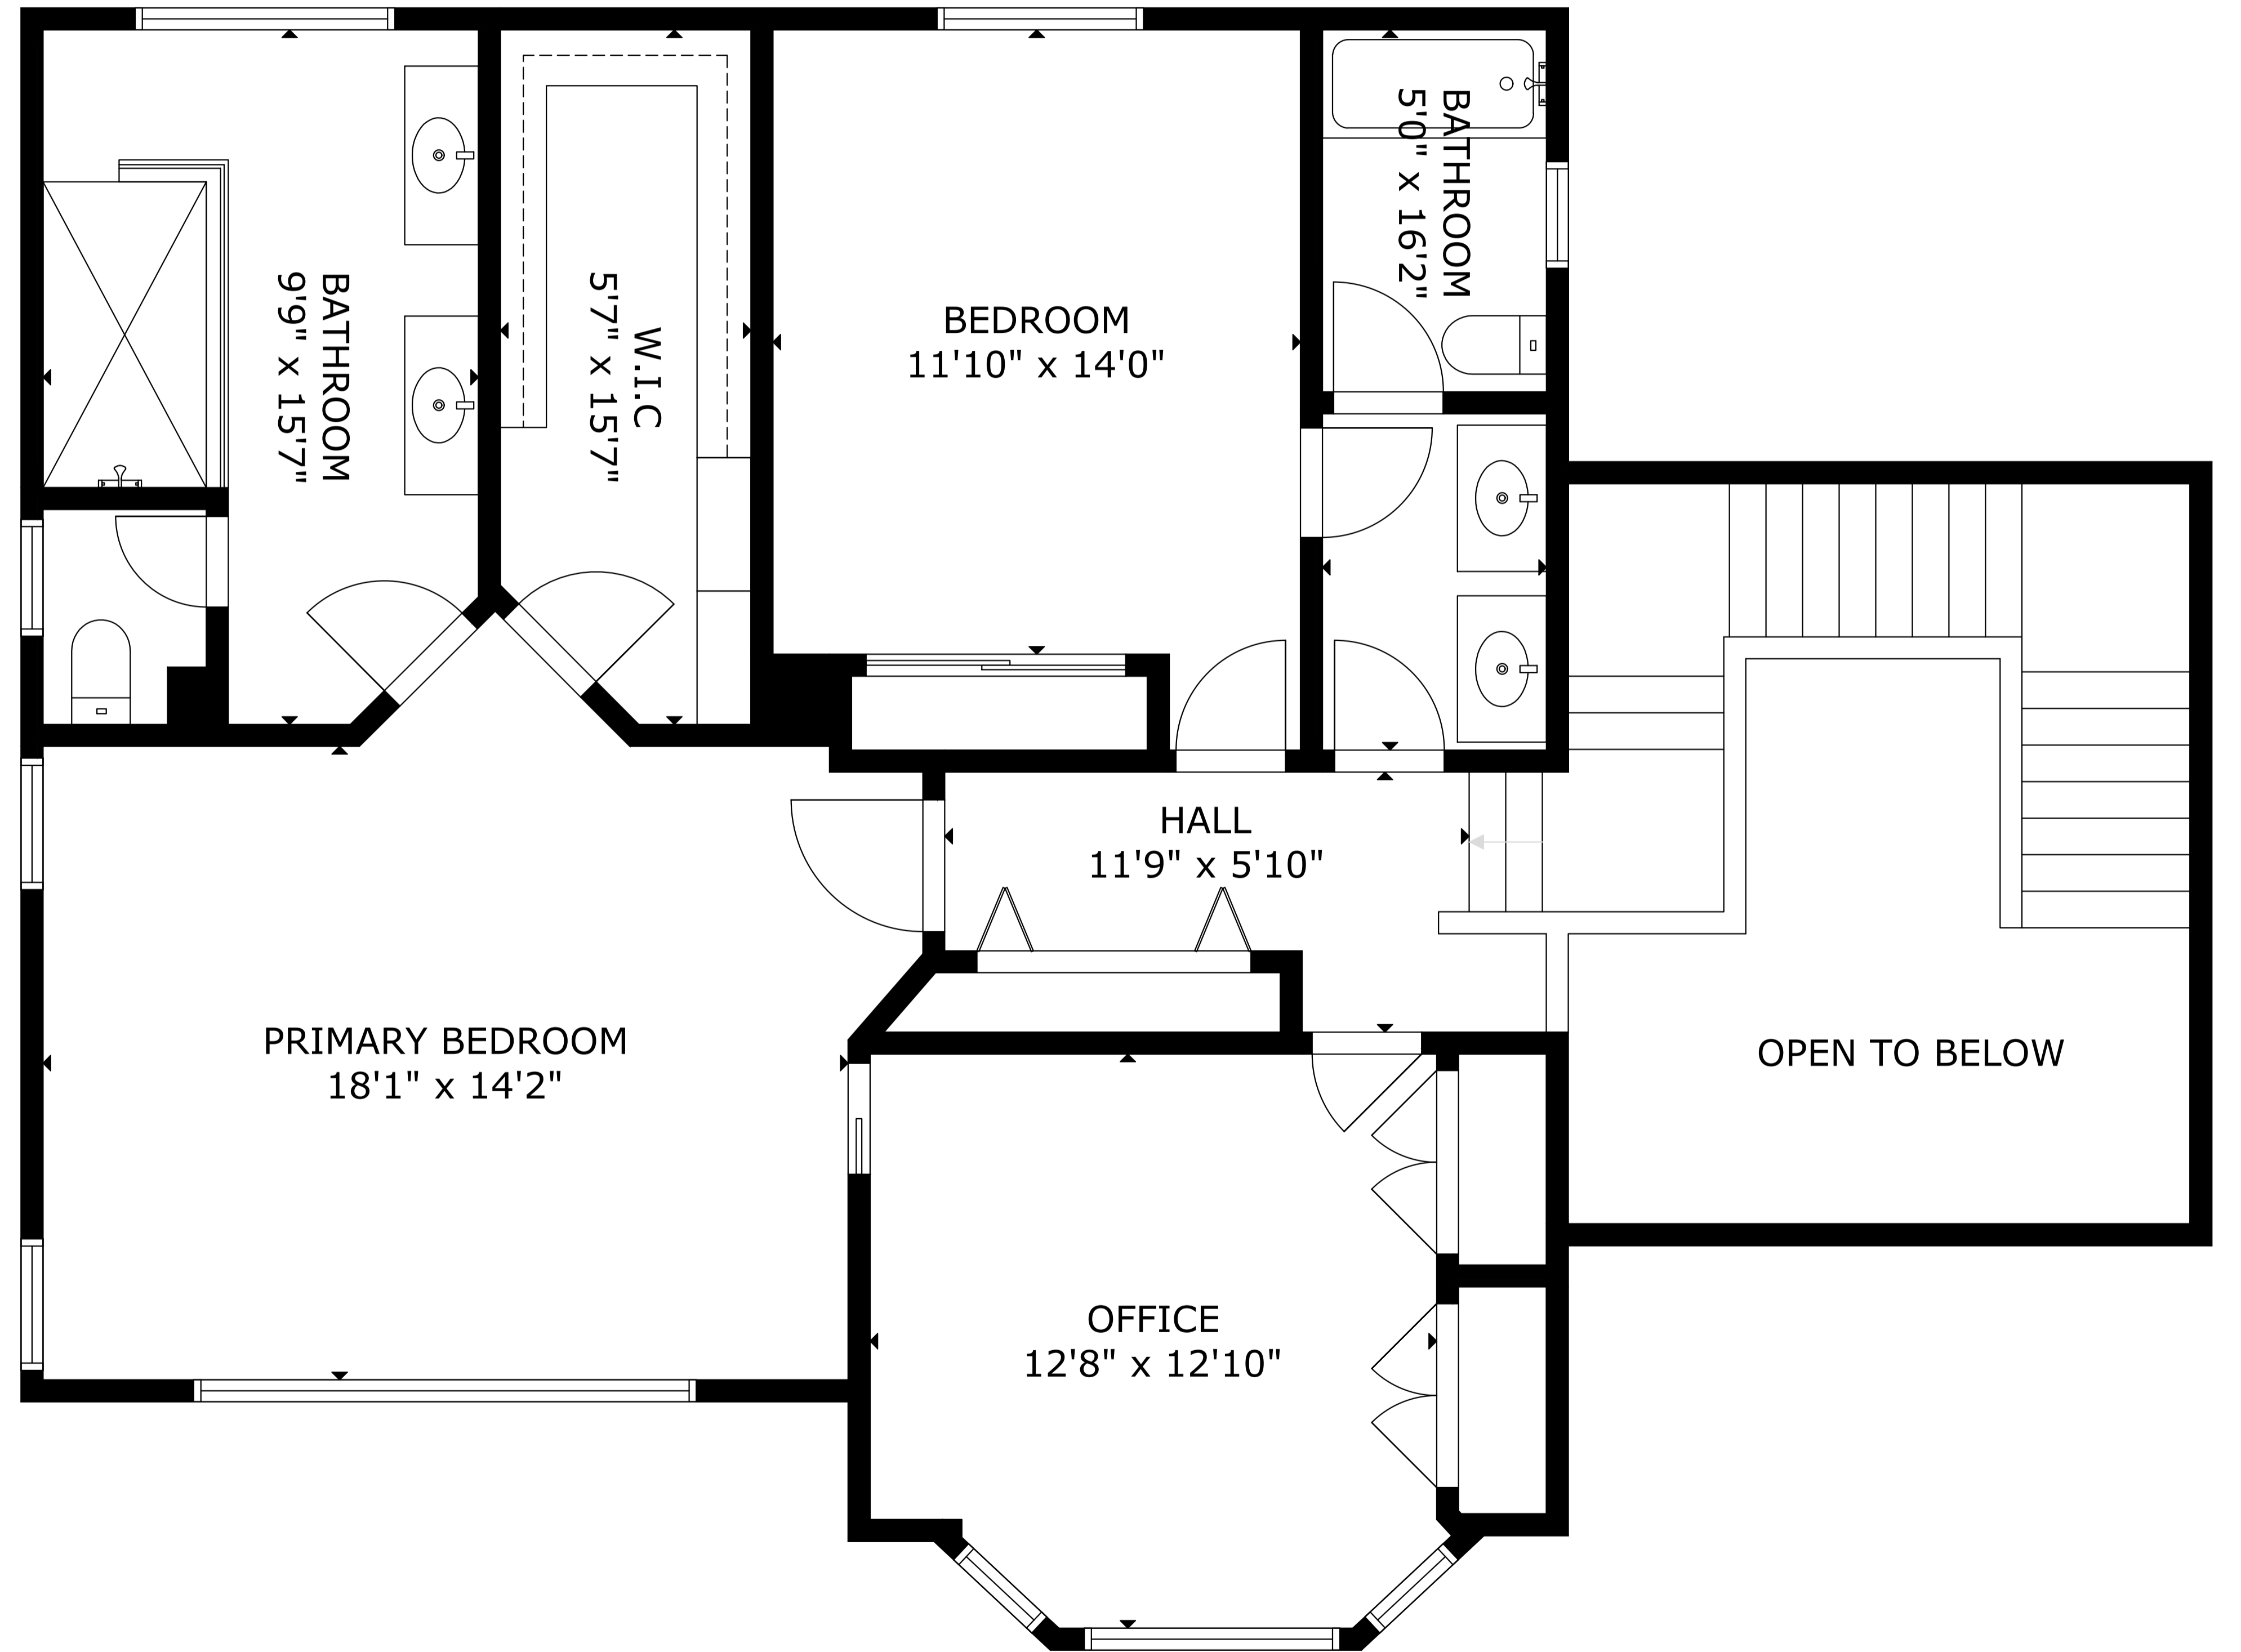 BATHROOM
9'9" x 15'7"
W.I.C
5'7" x 15'7"
BEDROOM
11'10" x 14'0"
BATHROOM
5'0" x 16'2"
HALL
11'9" x 5'10"
PRIMARY BEDROOM
18'1" x 14'2"
OPEN TO BELOW
OFFICE
12'8" x 12'10"